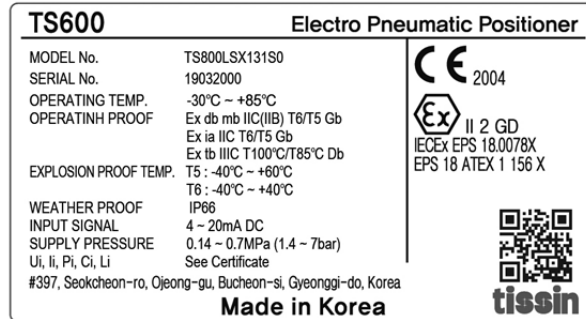 TS600 Electro Pneumatic Positioner
MODEL No. TS800LSX131S0
SERIAL No. 19032000
OPERATING TEMP. -30℃ ~ +85℃
OPERATINH PROOF Ex db mb IIC(IIB) T6/T5 Gb
Ex ia IIC T6/T5 Gb
Ex tb IIIC T100℃/T85℃ Db
EXPLOSION PROOF TEMP. T5 : -40℃ ~ +60℃
T6 : -40℃ ~ +40℃
WEATHER PROOF IP66
INPUT SIGNAL 4 ~ 20mA DC
SUPPLY PRESSURE 0.14 ~ 0.7MPa (1.4 ~ 7bar)
Ui, Ii, Pi, Ci, Li See Certificate
#397, Seokcheon-ro, Ojeong-gu, Bucheon-si, Gyeonggi-do, Korea
Made in Korea
CE 2004
Ex II 2 GD
IECEx EPS 18.0078X
EPS 18 ATEX 1 156 X
tissin